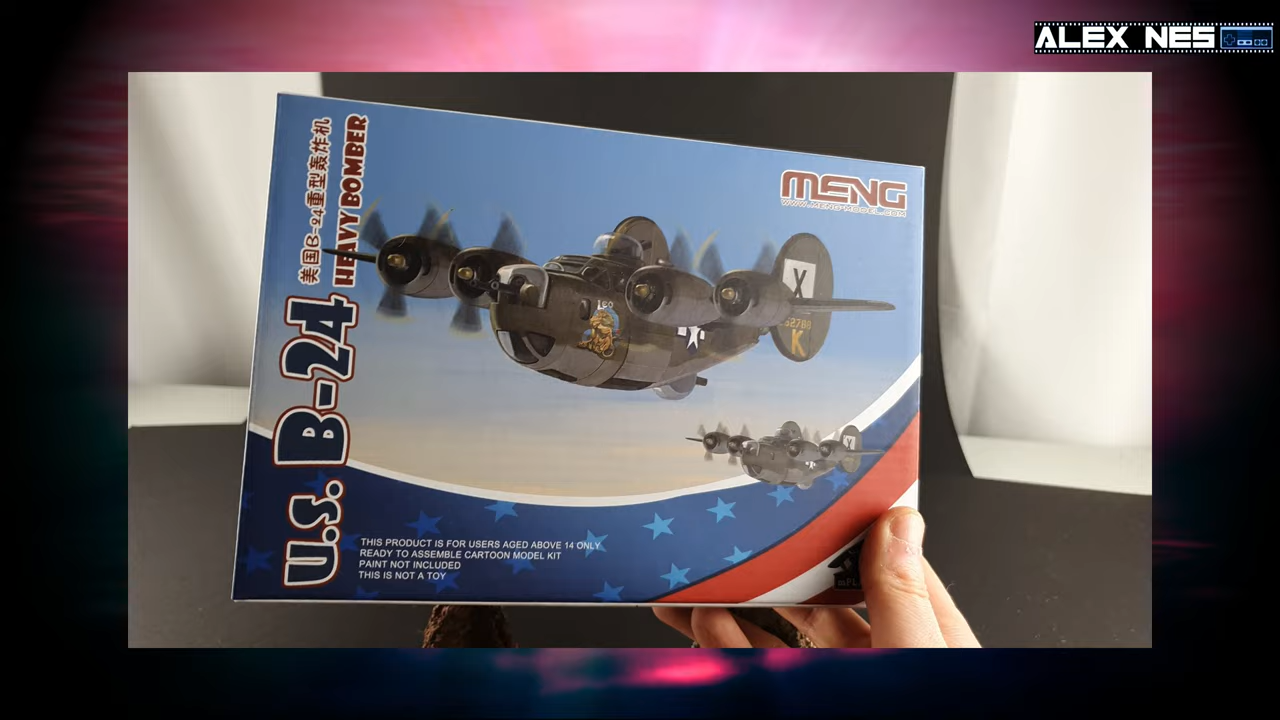 ALEX NES
MENG
WWW.MENG-MODEL.COM
美国B-24重型轰炸机
HEAVY BOMBER
U.S. B-24
Leo
X
K
THIS PRODUCT IS FOR USERS AGED ABOVE 14 ONLY
READY TO ASSEMBLE CARTOON MODEL KIT
PAINT NOT INCLUDED
THIS IS NOT A TOY